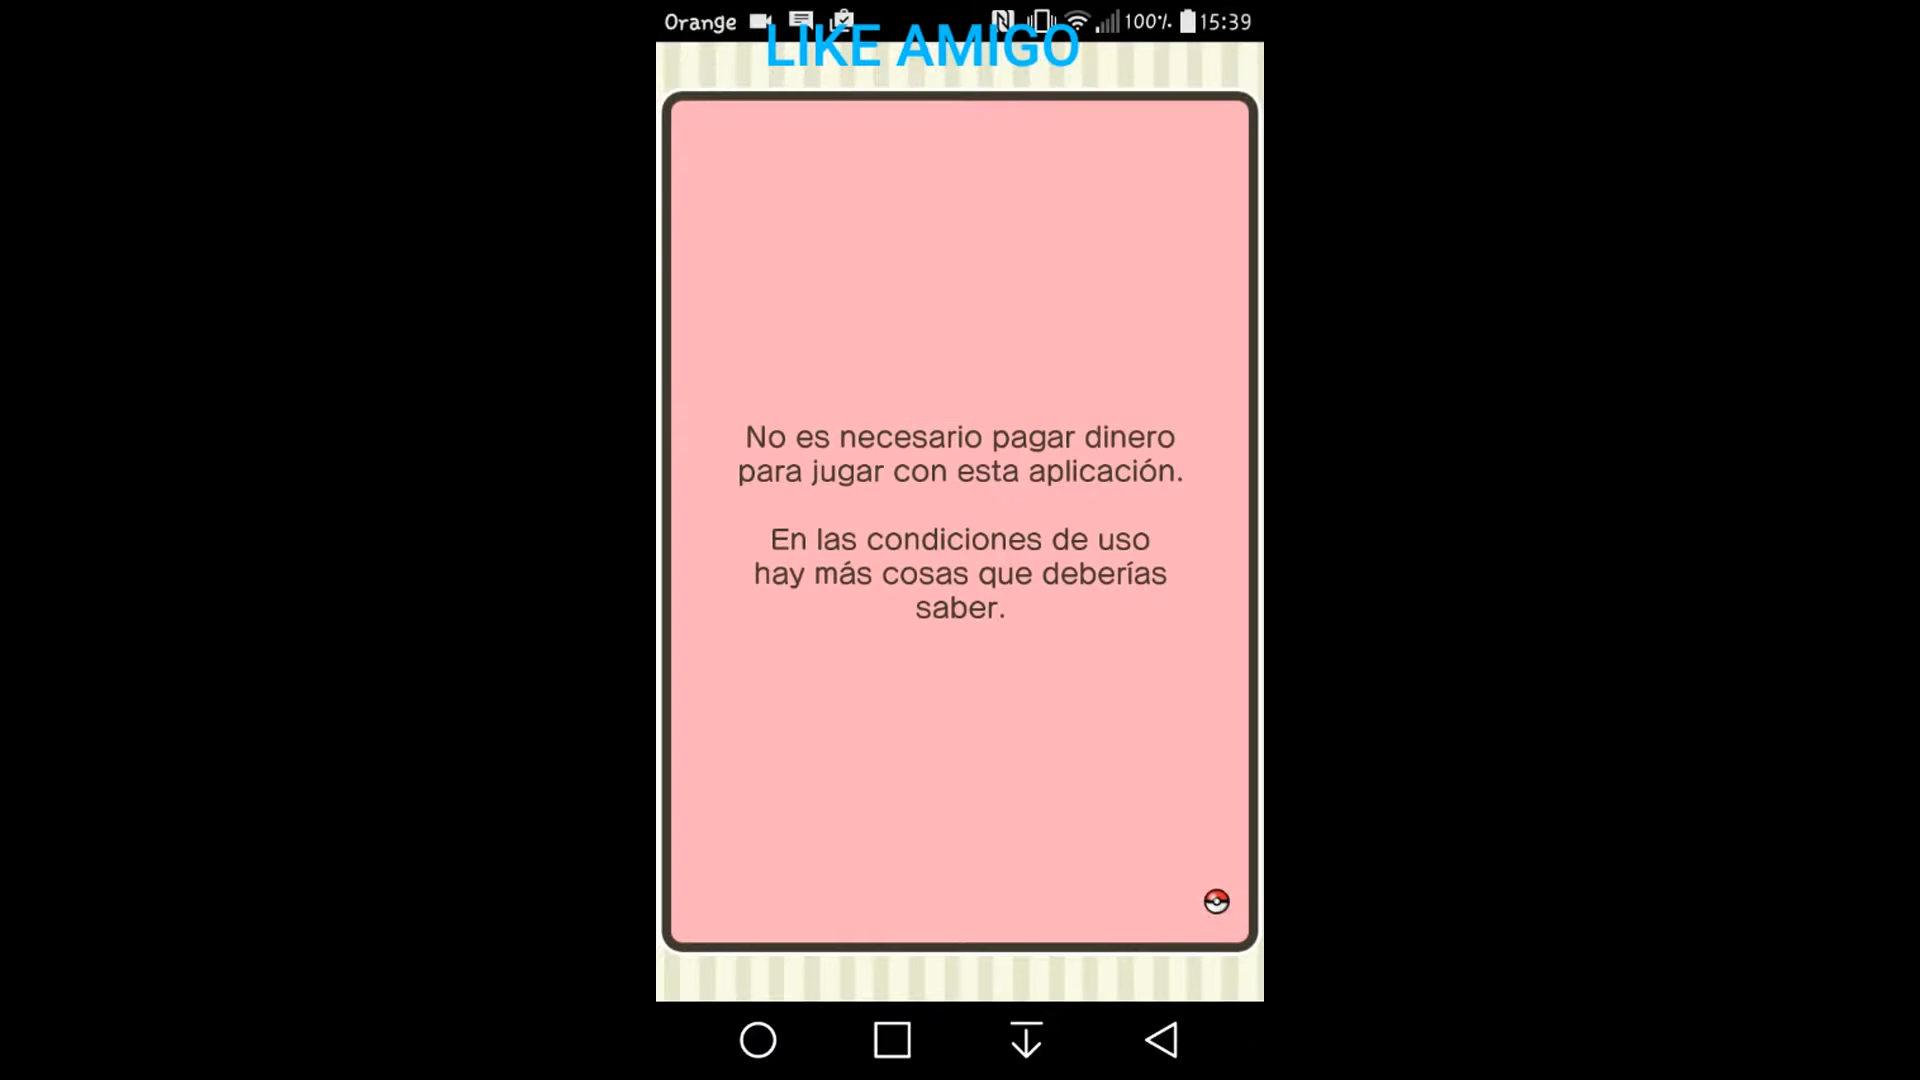 Orange 100% 15:39
LIKE AMIGO
No es necesario pagar dinero
para jugar con esta aplicación.
En las condiciones de uso
hay más cosas que deberías
saber.